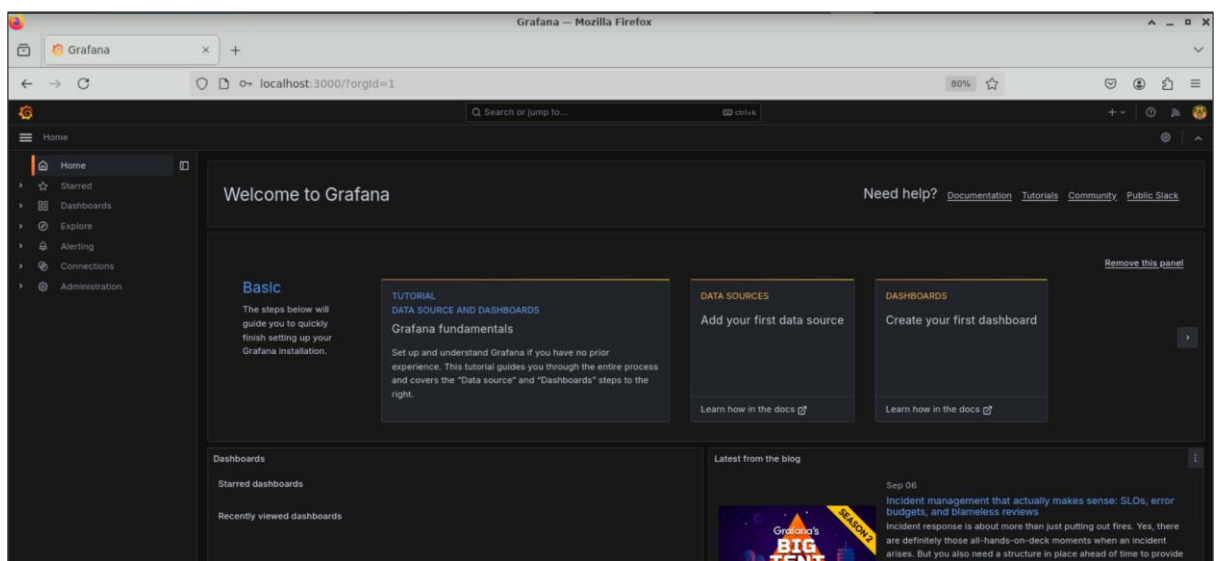 Grafana — Mozilla Firefox
Grafana
localhost:3000/?orgId=1
80%
Search or jump to...
ctrl+k
Home
Home
Starred
Dashboards
Explore
Alerting
Connections
Administration
Welcome to Grafana
Need help? Documentation Tutorials Community Public Slack
Remove this panel
Basic
The steps below will
guide you to quickly
finish setting up your
Grafana installation.
TUTORIAL
DATA SOURCE AND DASHBOARDS
Grafana fundamentals
Set up and understand Grafana if you have no prior
experience. This tutorial guides you through the entire process
and covers the "Data source" and "Dashboards" steps to the
right.
DATA SOURCES
Add your first data source
Learn how in the docs
DASHBOARDS
Create your first dashboard
Learn how in the docs
Dashboards
Starred dashboards
Recently viewed dashboards
Latest from the blog
Grafana's
BIG
TENT
SEASON 2
Sep 06
Incident management that actually makes sense: SLOs, error
budgets, and blameless reviews
Incident response is about more than just putting out fires. Yes, there
are definitely those all-hands-on-deck moments when an incident
arises. But you also need a structure in place ahead of time to provide